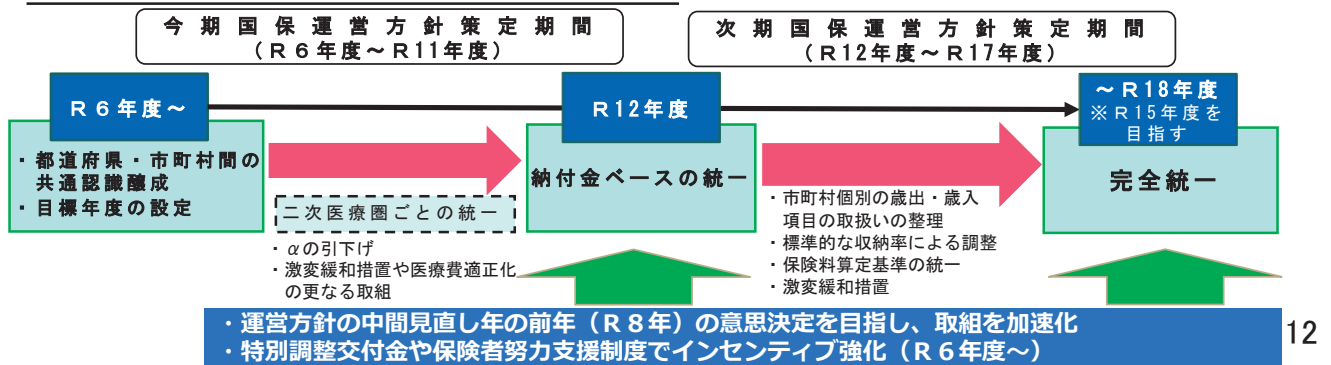 今期国保運営方針策定期間
（Ｒ６年度～Ｒ11年度）
次期国保運営方針策定期間
（Ｒ12年度～Ｒ17年度）
Ｒ６年度～
Ｒ12年度
～Ｒ18年度
※Ｒ15年度を
目指す
・都道府県・市町村間の
共通認識醸成
・目標年度の設定
納付金ベースの統一
完全統一
二次医療圏ごとの統一
・αの引下げ
・激変緩和措置や医療費適正化
の更なる取組
・市町村個別の歳出・歳入
項目の取扱いの整理
・標準的な収納率による調整
・保険料算定基準の統一
・激変緩和措置
・運営方針の中間見直し年の前年（Ｒ８年）の意思決定を目指し、取組を加速化
・特別調整交付金や保険者努力支援制度でインセンティブ強化（Ｒ６年度～）
12